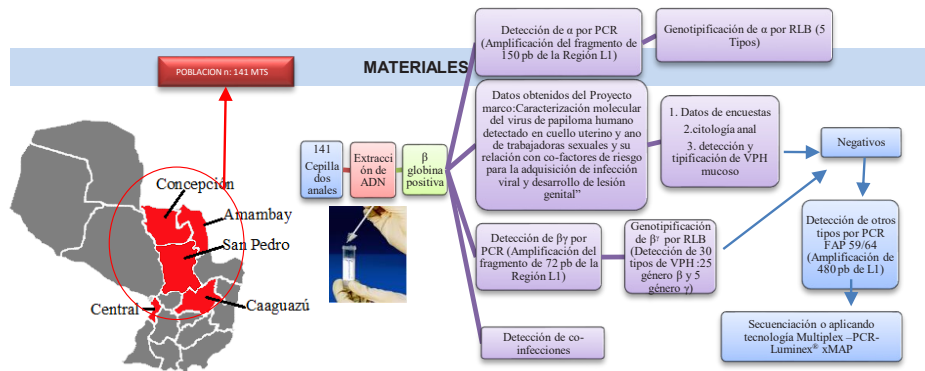 MATERIALES
POBLACION n: 141 MTS
Concepción
Amambay
San Pedro
Central
Caaguazú
141
Cepilla
dos
anales
Extracci
ón de
ADN
β
globina
positiva
Detección de α por PCR
(Amplificación del fragmento de
150 pb de la Región L1)
Genotipificación de α por RLB (5
Tipos)
Datos obtenidos del Proyecto
marco:Caracterización molecular
del virus de papiloma humano
detectado en cuello uterino y ano
de trabajadoras sexuales y su
relación con co-factores de riesgo
para la adquisición de infección
viral y desarrollo de lesión
genital”
1. Datos de encuestas
2.citología anal
3. detección y
tipificación de VPH
mucoso
Detección de βγ por
PCR (Amplificación del
fragmento de 72 pb de
la Región L1)
Genotipificación
de βγ por RLB
(Detección de 30
tipos de VPH :25
género β y 5
género γ)
Detección de co-
infecciones
Negativos
Detección de otros
tipos por PCR
FAP 59/64
(Amplificación de
480 pb de L1)
Secuenciación o aplicando
tecnología Multiplex –PCR-
Luminex® xMAP